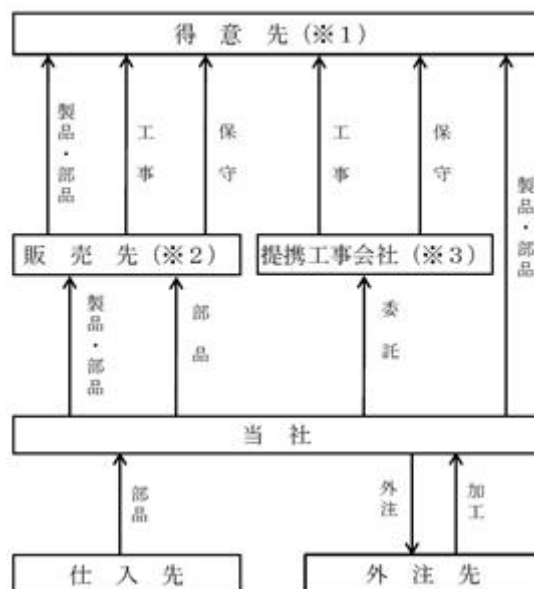 得意先(※1)
製品・部品
工事
保守
工事
保守
製品・部品
販売先(※2)
提携工事会社(※3)
製品・部品
部品
委託
当社
部品
外注
加工
仕入先
外注先